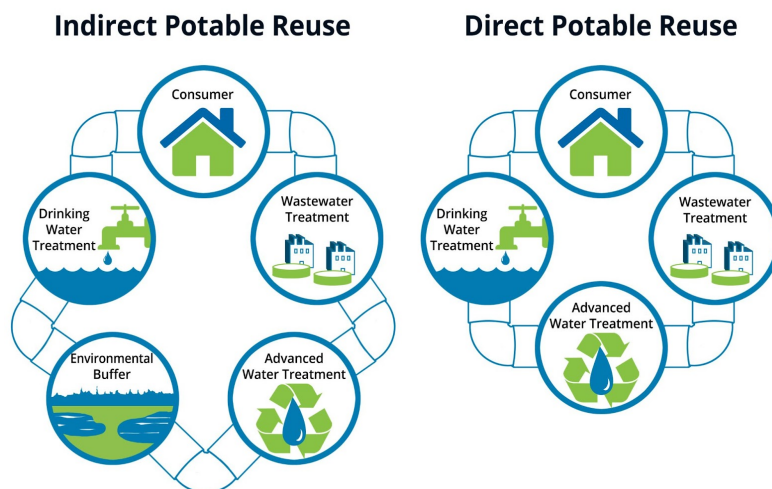 Indirect Potable Reuse
Consumer
Drinking
Water
Treatment
Wastewater
Treatment
Environmental
Buffer
Advanced
Water Treatment
Direct Potable Reuse
Consumer
Drinking
Water
Treatment
Wastewater
Treatment
Advanced
Water Treatment